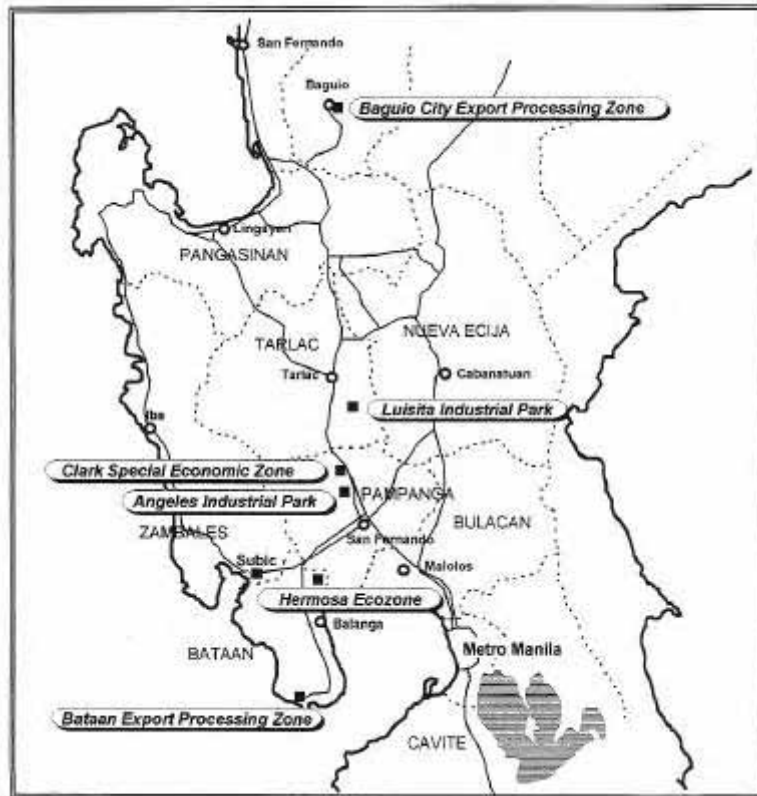 San Fernando
Baguio
Baguio City Export Processing Zone
Lingayen
PANGASINAN
NUEVA ECIJA
TARLAC
Tarlac
Cabanatuan
Luisita Industrial Park
Iba
Clark Special Economic Zone
Angeles Industrial Park
PAMPANGA
ZAMBALES
BULACAN
San Fernando
Subic
Malolos
Hermosa Ecozone
Balanga
BATAAN
Metro Manila
Bataan Export Processing Zone
CAVITE